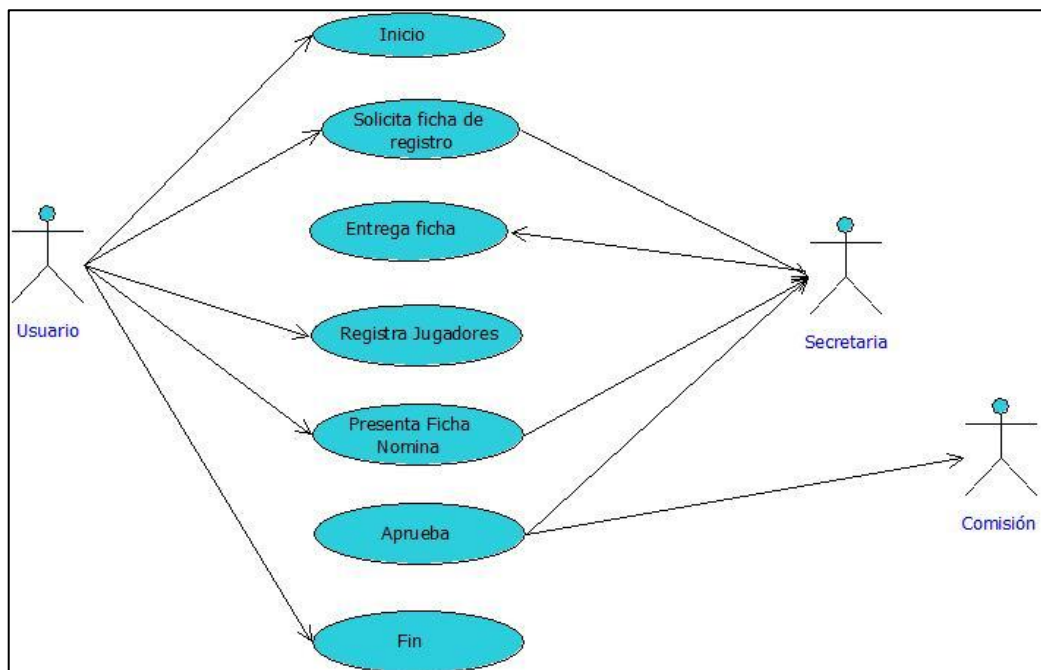 Inicio
Solicita ficha de
registro
Entrega ficha
Usuario
Registra Jugadores
Secretaria
Presenta Ficha
Nomina
Aprueba
Comisión
Fin